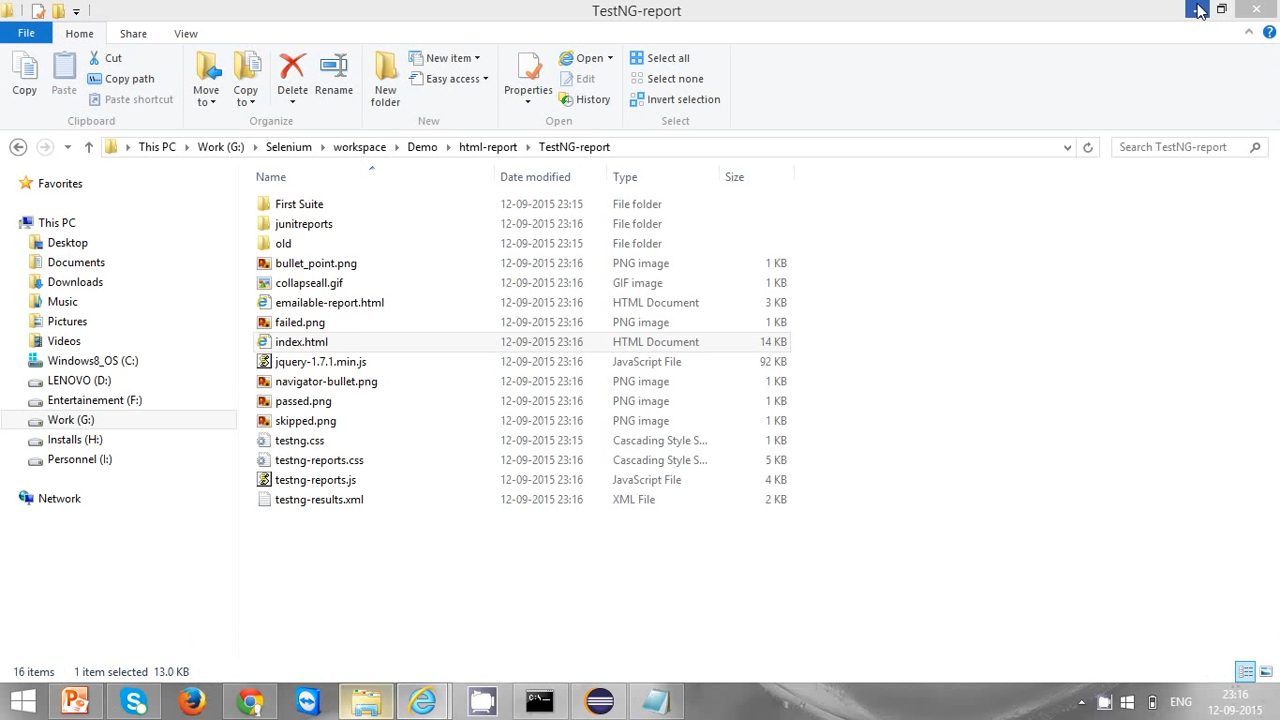 TestNG-report
File Home Share View
Copy Paste Cut Copy path Paste shortcut Move to Copy to Delete Rename New folder New item Easy access Properties Open Edit History Select all Select none Invert selection
Clipboard Organize New Open Select
This PC Work (G:) Selenium workspace Demo html-report TestNG-report Search TestNG-report
Name Date modified Type Size
Favorites
This PC
Desktop
Documents
Downloads
Music
Pictures
Videos
Windows8_OS (C:)
LENOVO (D:)
Entertainement (F:)
Work (G:)
Installs (H:)
Personnel (I:)
Network
First Suite 12-09-2015 23:15 File folder
junitreports 12-09-2015 23:16 File folder
old 12-09-2015 23:15 File folder
bullet_point.png 12-09-2015 23:16 PNG image 1 KB
collapseall.gif 12-09-2015 23:16 GIF image 1 KB
emailable-report.html 12-09-2015 23:16 HTML Document 3 KB
failed.png 12-09-2015 23:16 PNG image 1 KB
index.html 12-09-2015 23:16 HTML Document 14 KB
jquery-1.7.1.min.js 12-09-2015 23:16 JavaScript File 92 KB
navigator-bullet.png 12-09-2015 23:16 PNG image 1 KB
passed.png 12-09-2015 23:16 PNG image 1 KB
skipped.png 12-09-2015 23:16 PNG image 1 KB
testng.css 12-09-2015 23:15 Cascading Style S... 1 KB
testng-reports.css 12-09-2015 23:16 Cascading Style S... 5 KB
testng-reports.js 12-09-2015 23:16 JavaScript File 4 KB
testng-results.xml 12-09-2015 23:16 XML File 2 KB
16 items 1 item selected 13.0 KB
ENG 23:16
12-09-2015